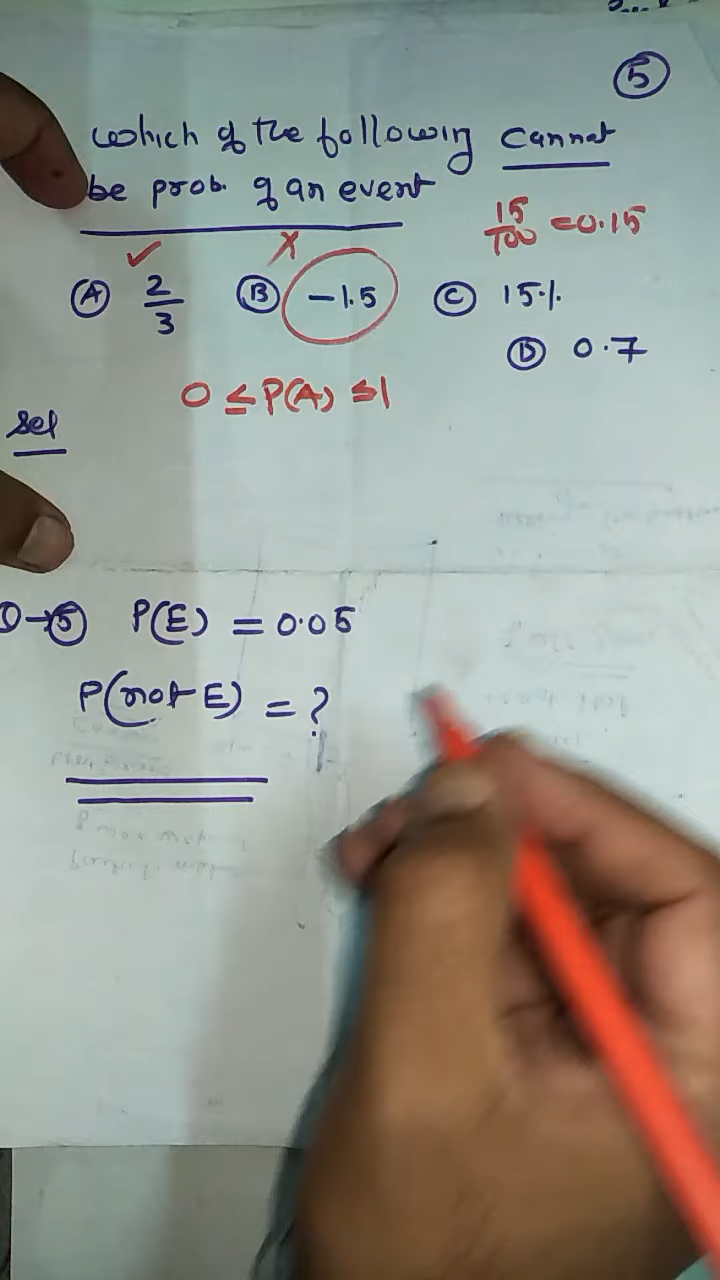 5
Which of the following cannot
be prob. of an event
15/100 = 0.15
✓ ×
A 2/3 B -1.5 C 15%
D 0.7
0 ≤ P(A) ≤ 1
Sol
5 P(E) = 0.05
P(not E) = ?